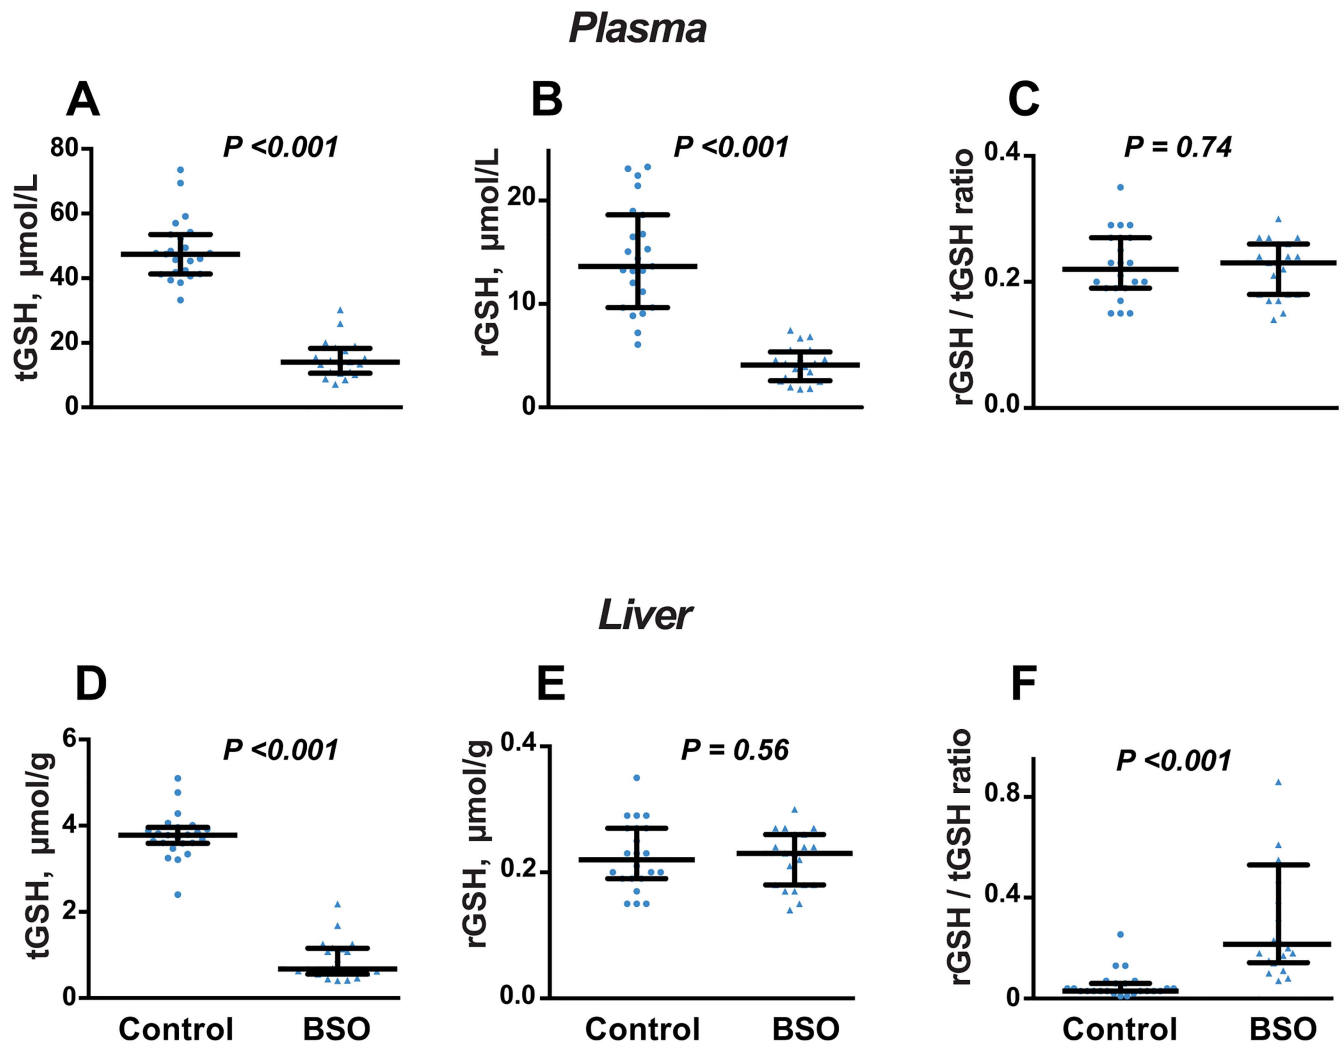 Plasma
A
B
C
P <0.001
P <0.001
P = 0.74
tGSH, µmol/L
80
60
40
20
0
rGSH, µmol/L
20
10
0
rGSH / tGSH ratio
0.4
0.2
0.0
Liver
D
E
F
P <0.001
P = 0.56
P <0.001
tGSH, µmol/g
6
4
2
0
rGSH, µmol/g
0.4
0.2
0.0
rGSH / tGSH ratio
0.8
0.4
0
Control BSO
Control BSO
Control BSO